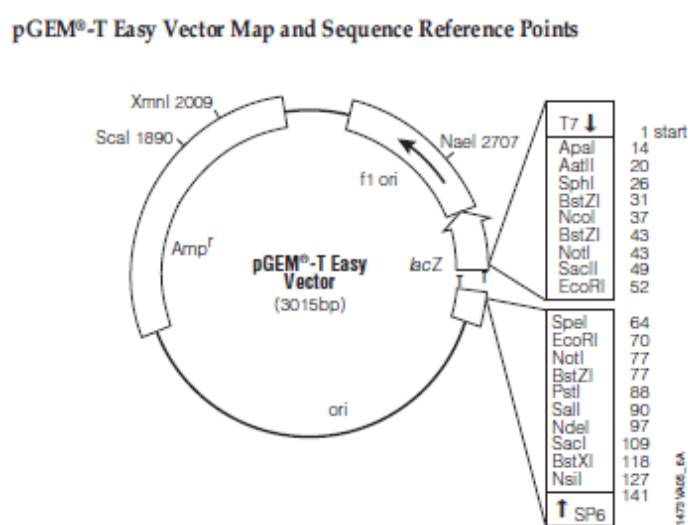 pGEM®-T Easy Vector Map and Sequence Reference Points
XmnI 2009
ScaI 1890
NaeI 2707
f1 ori
Ampʳ
pGEM®-T Easy
Vector
(3015bp)
lacZ
T T
ori
T7 ↓
1 start
ApaI 14
AatII 20
SphI 26
BstZI 31
NcoI 37
BstZI 43
NotI 43
SacII 49
EcoRI 52
SpeI 64
EcoRI 70
NotI 77
BstZI 77
PstI 88
SalI 90
NdeI 97
SacI 109
BstXI 118
NsiI 127
141
↑ SP6